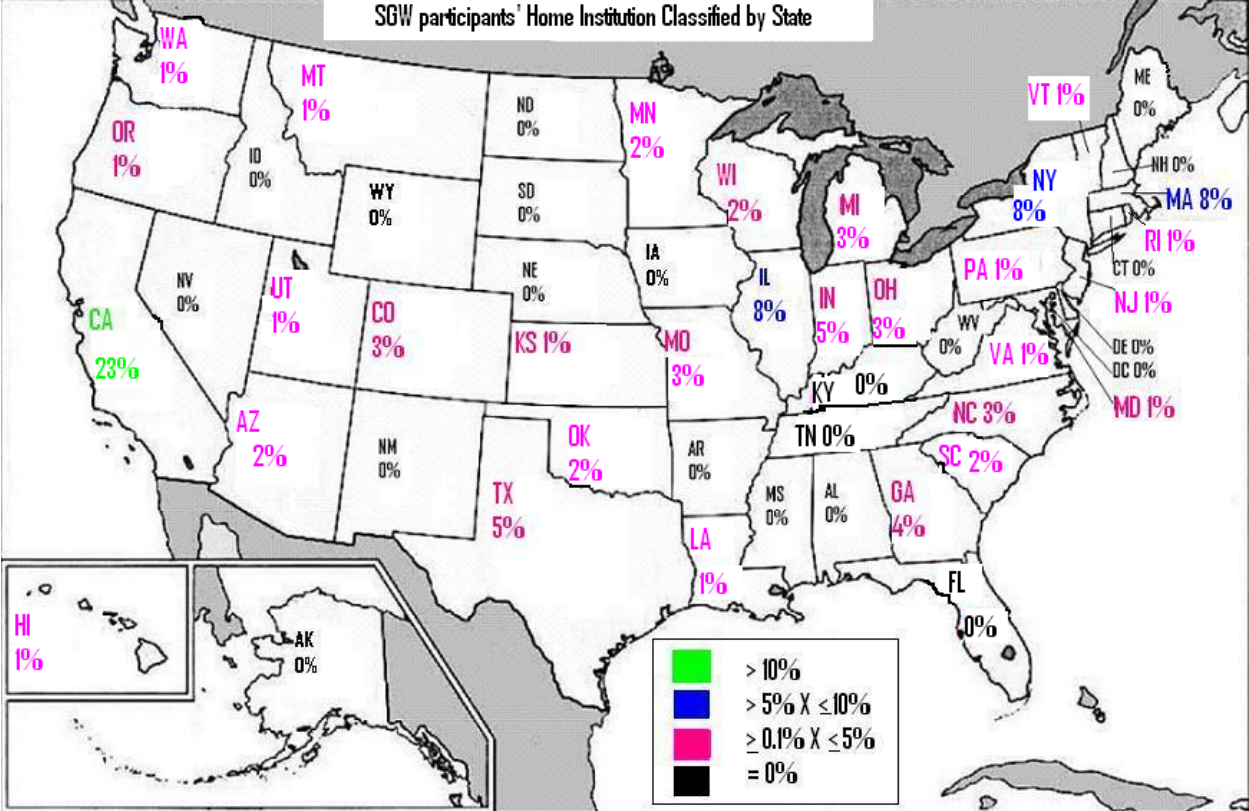 SGW participants' Home Institution Classified by State
WA
1%
MT
1%
ND
0%
MN
2%
VT 1%
ME
0%
OR
1%
ID
0%
WY
0%
SD
0%
WI
2%
MI
3%
NY
8%
NH 0%
MA 8%
RI 1%
CT 0%
NJ 1%
PA 1%
NV
0%
UT
1%
NE
0%
IA
0%
IL
8%
IN
5%
OH
3%
WV
0%
VA 1%
DE 0%
DC 0%
MD 1%
CA
23%
CO
3%
KS 1%
MO
3%
KY 0%
NC 3%
TN 0%
SC 2%
AZ
2%
NM
0%
OK
2%
AR
0%
MS
0%
AL
0%
GA
4%
TX
5%
LA
1%
FL
0%
HI
1%
AK
0%
> 10%
> 5% X ≤10%
≥ 0.1% X ≤5%
= 0%